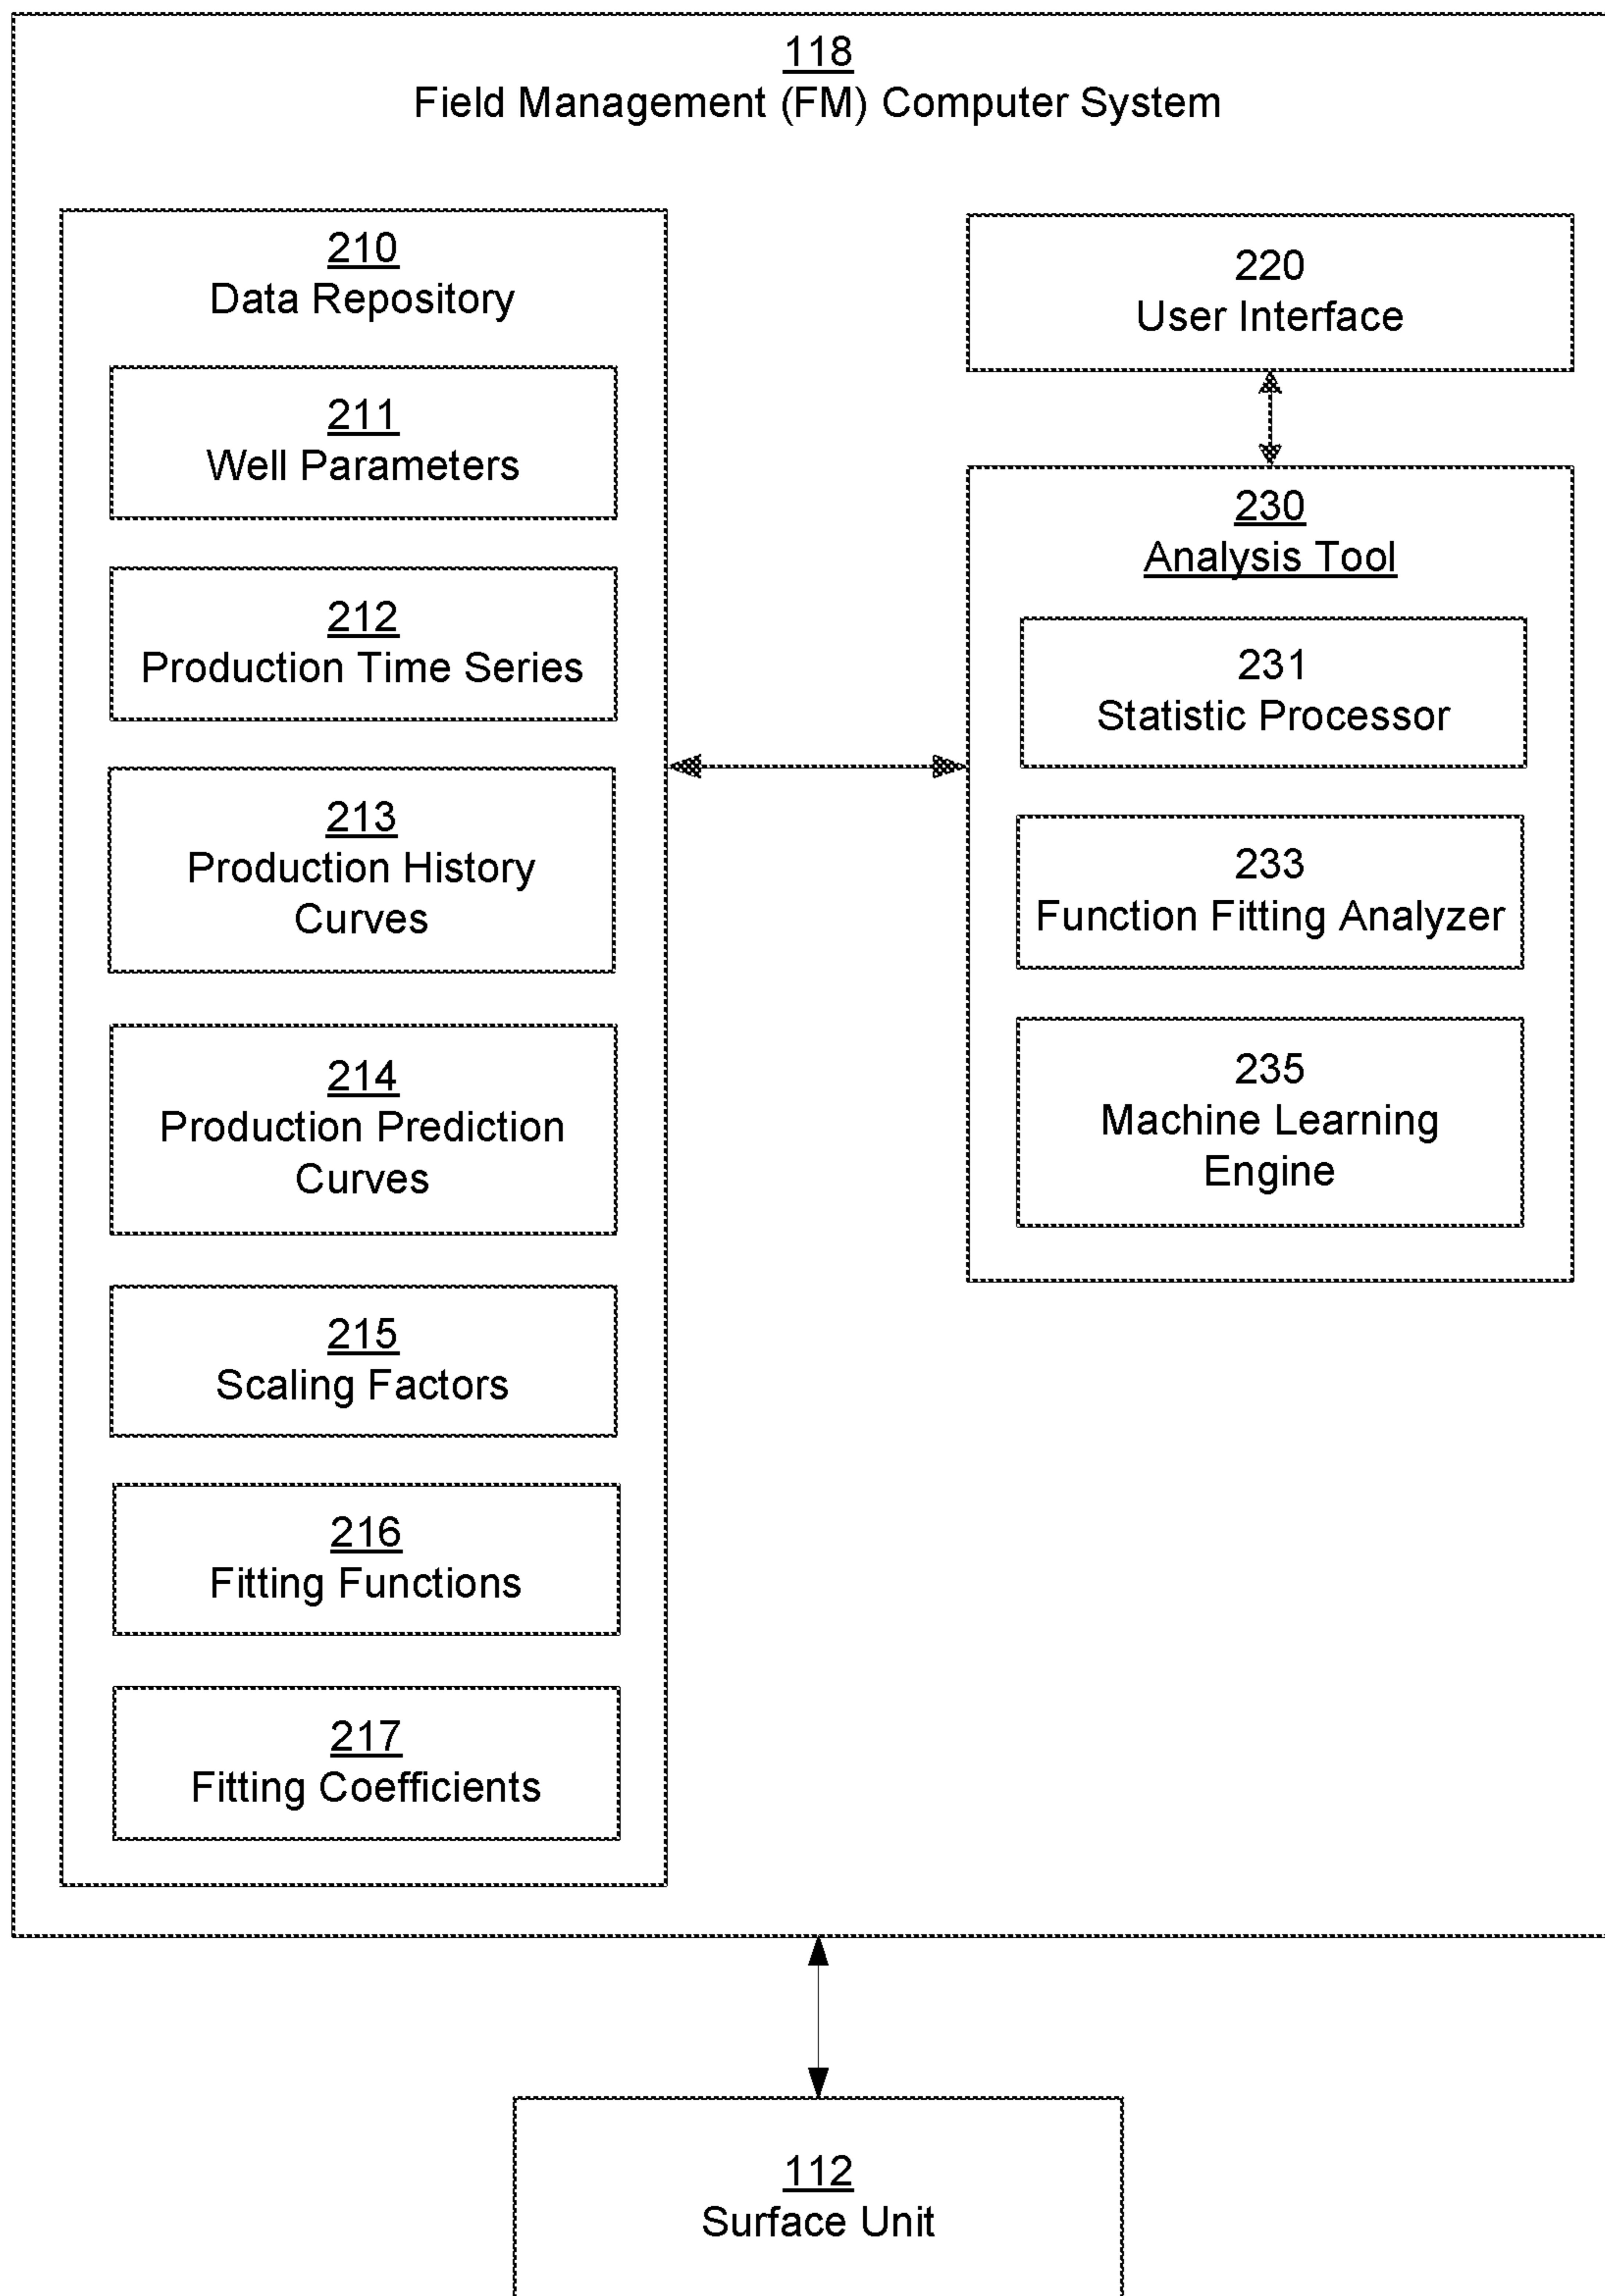 118
Field Management (FM) Computer System
210
Data Repository
211
Well Parameters
212
Production Time Series
213
Production History
Curves
214
Production Prediction
Curves
215
Scaling Factors
216
Fitting Functions
217
Fitting Coefficients
220
User Interface
230
Analysis Tool
231
Statistic Processor
233
Function Fitting Analyzer
235
Machine Learning
Engine
112
Surface Unit